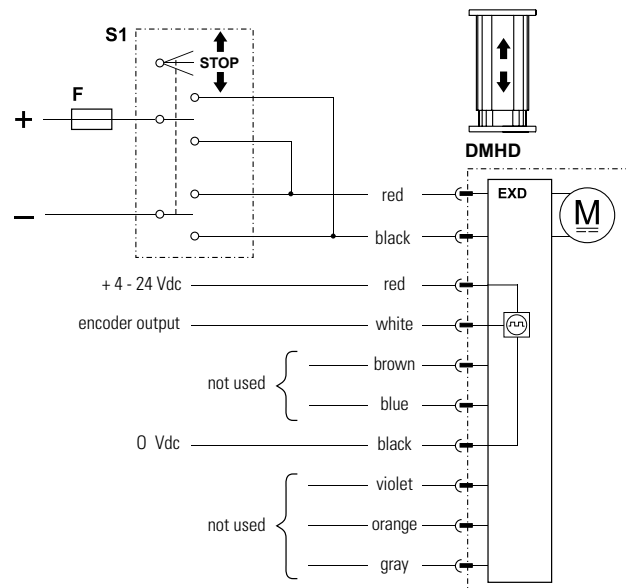 S1
STOP
F
+
–
DMHD
red
EXD
M
black
+ 4 - 24 Vdc
red
encoder output
white
brown
not used
blue
0 Vdc
black
violet
not used
orange
gray